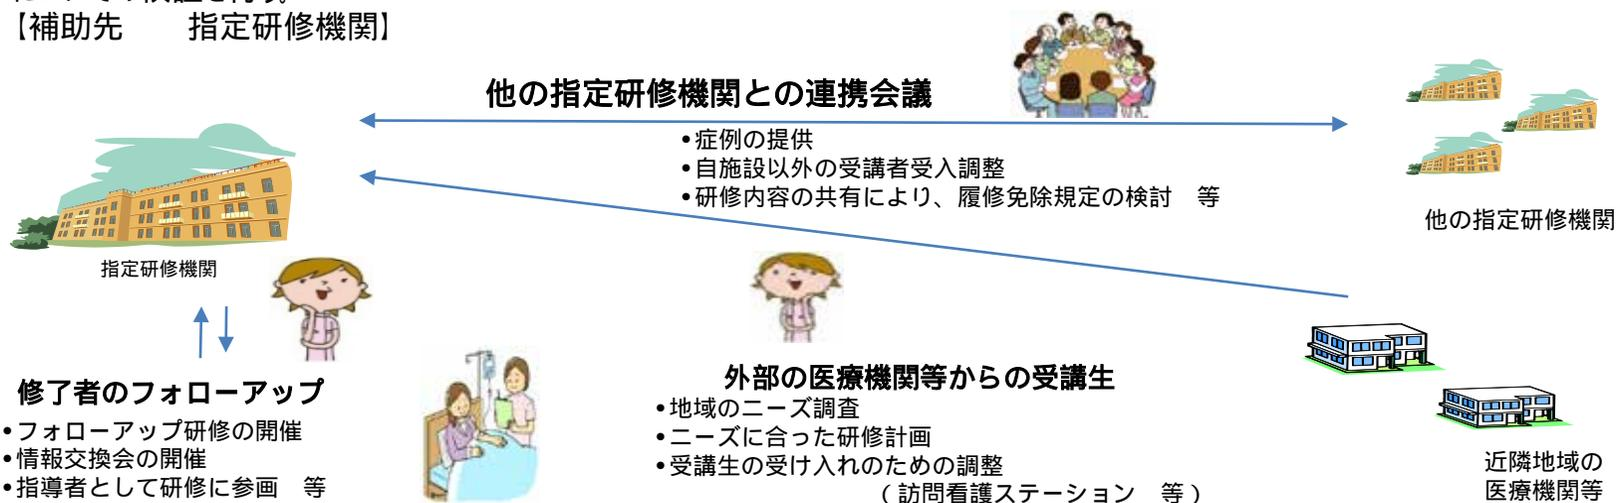 【補助先　　指定研修機関】
他の指定研修機関との連携会議
•症例の提供
•自施設以外の受講者受入調整
•研修内容の共有により、履修免除規定の検討　等
他の指定研修機関
指定研修機関
修了者のフォローアップ
•フォローアップ研修の開催
•情報交換会の開催
•指導者として研修に参画　等
外部の医療機関等からの受講生
•地域のニーズ調査
•ニーズに合った研修計画
•受講生の受け入れのための調整
（訪問看護ステーション　等）
近隣地域の
医療機関等